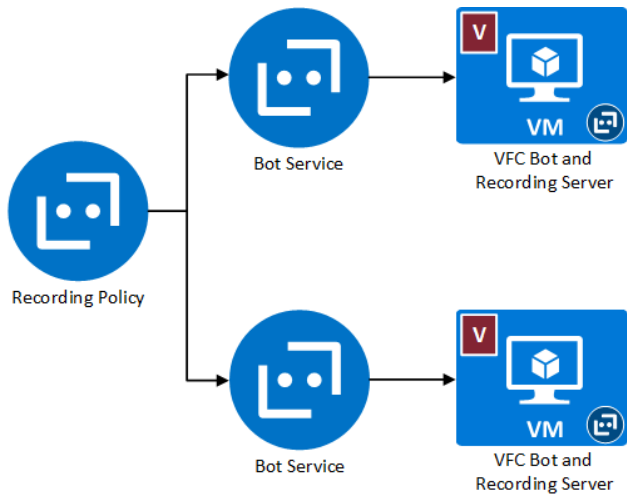 V
VM
Bot Service
VFC Bot and
Recording Server
Recording Policy
V
VM
Bot Service
VFC Bot and
Recording Server